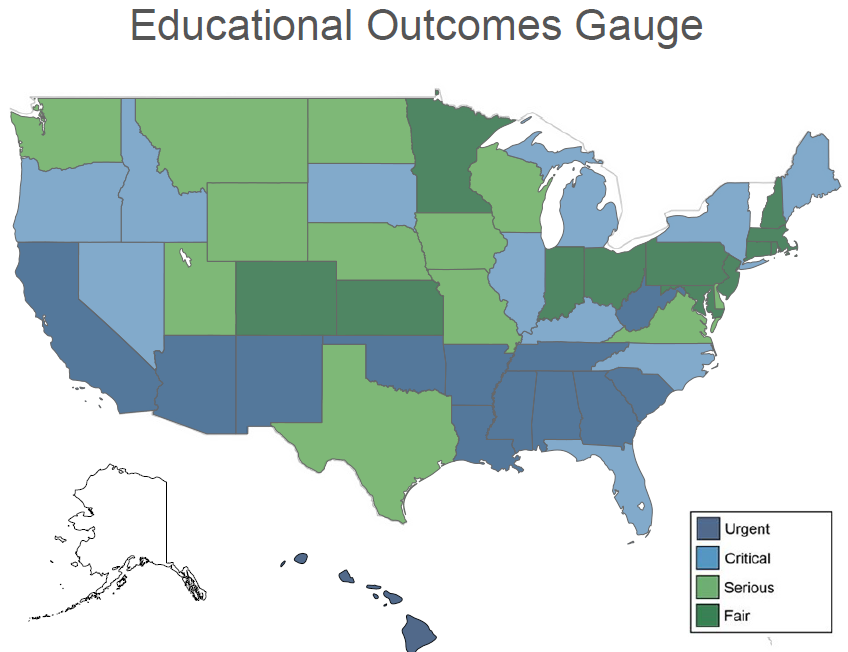 Educational Outcomes Gauge
Urgent
Critical
Serious
Fair